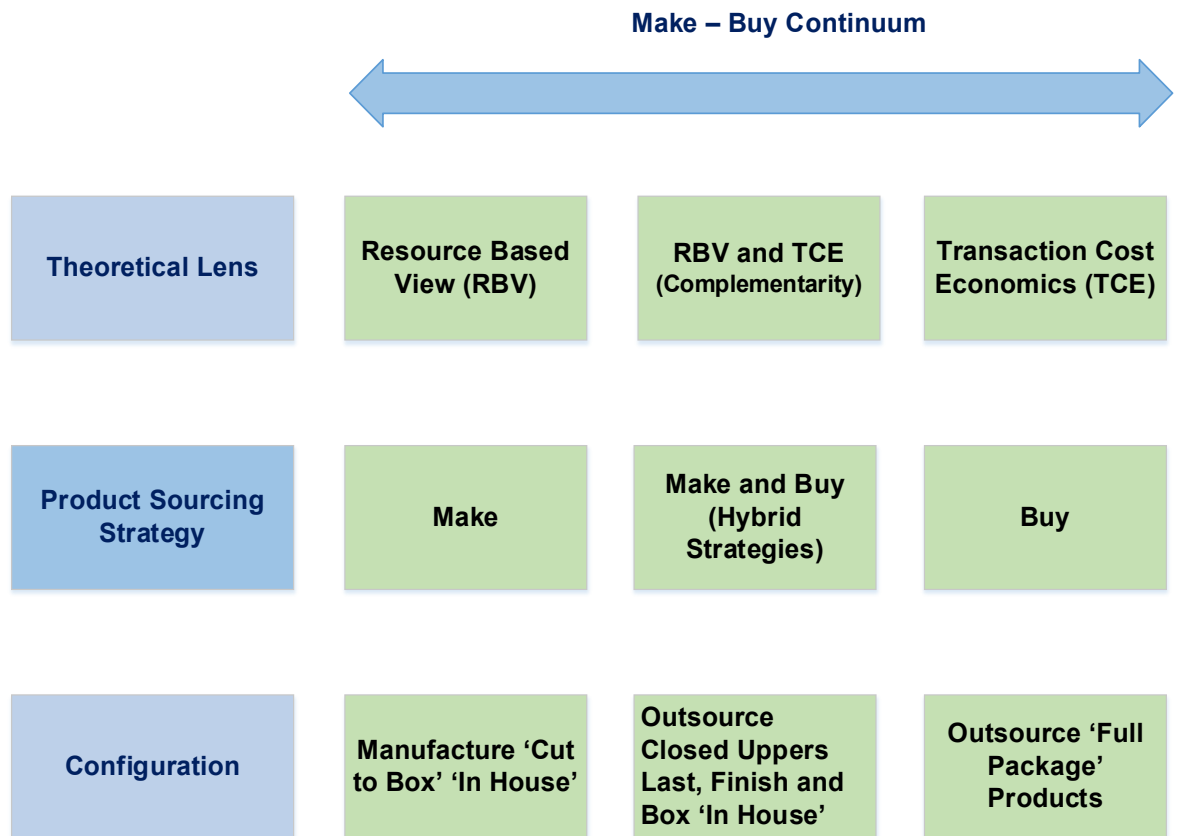 Make – Buy Continuum
Theoretical Lens
Resource Based
View (RBV)
RBV and TCE
(Complementarity)
Transaction Cost
Economics (TCE)
Product Sourcing
Strategy
Make
Make and Buy
(Hybrid
Strategies)
Buy
Configuration
Manufacture ‘Cut
to Box’ ‘In House’
Outsource
Closed Uppers
Last, Finish and
Box ‘In House’
Outsource ‘Full
Package’
Products